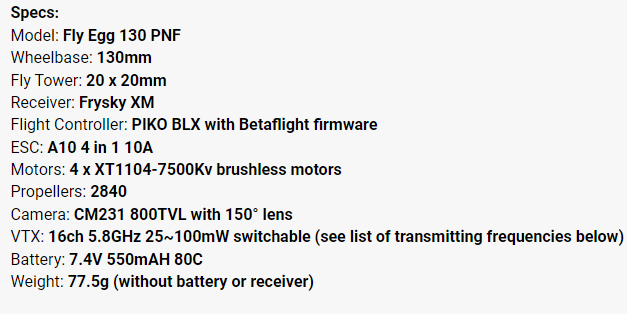 Specs:
Model: Fly Egg 130 PNF
Wheelbase: 130mm
Fly Tower: 20 x 20mm
Receiver: Frysky XM
Flight Controller: PIKO BLX with Betaflight firmware
ESC: A10 4 in 1 10A
Motors: 4 x XT1104-7500Kv brushless motors
Propellers: 2840
Camera: CM231 800TVL with 150° lens
VTX: 16ch 5.8GHz 25~100mW switchable (see list of transmitting frequencies below)
Battery: 7.4V 550mAH 80C
Weight: 77.5g (without battery or receiver)